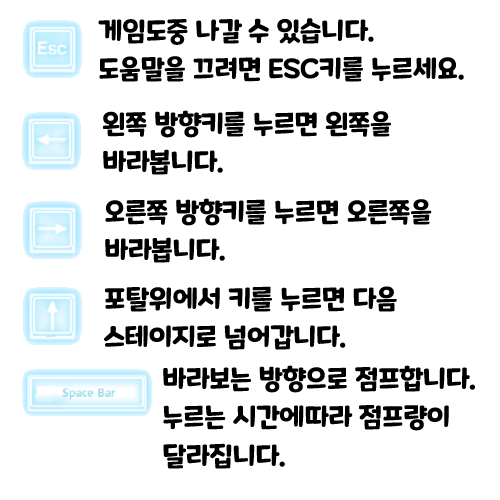 Esc
게임도중 나갈 수 있습니다.
도움말을 끄려면 ESC키를 누르세요.
←
왼쪽 방향키를 누르면 왼쪽을
바라봅니다.
→
오른쪽 방향키를 누르면 오른쪽을
바라봅니다.
↑
포탈위에서 키를 누르면 다음
스테이지로 넘어갑니다.
Space Bar
바라보는 방향으로 점프합니다.
누르는 시간에따라 점프량이
달라집니다.